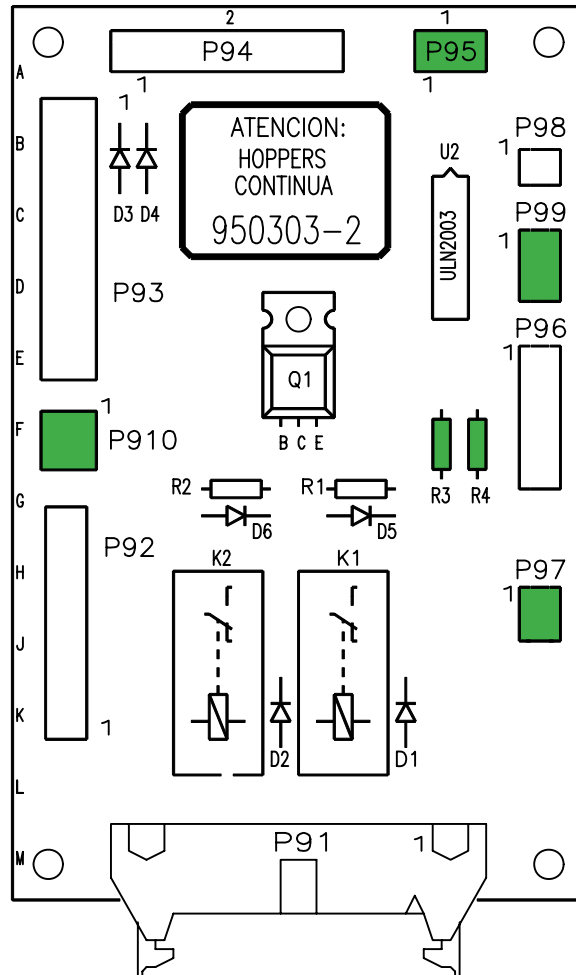 2
1
P94
P95
A
1
1
1
ATENCION:
HOPPERS
CONTINUA
950303-2
B
U2
P98
1
C
D3 D4
ULN2003
P99
1
D
P93
P96
E
1
Q1
1
F
P910
B C E
G
R2
R1
R3 R4
D6
D5
P92
H
K2
K1
P97
1
J
K
1
D2
D1
L
M
P91
1